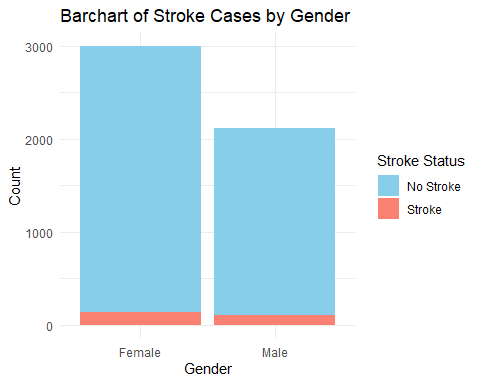 Barchart of Stroke Cases by Gender
3000
2000
1000
0
Count
Female
Male
Gender
Stroke Status
No Stroke
Stroke